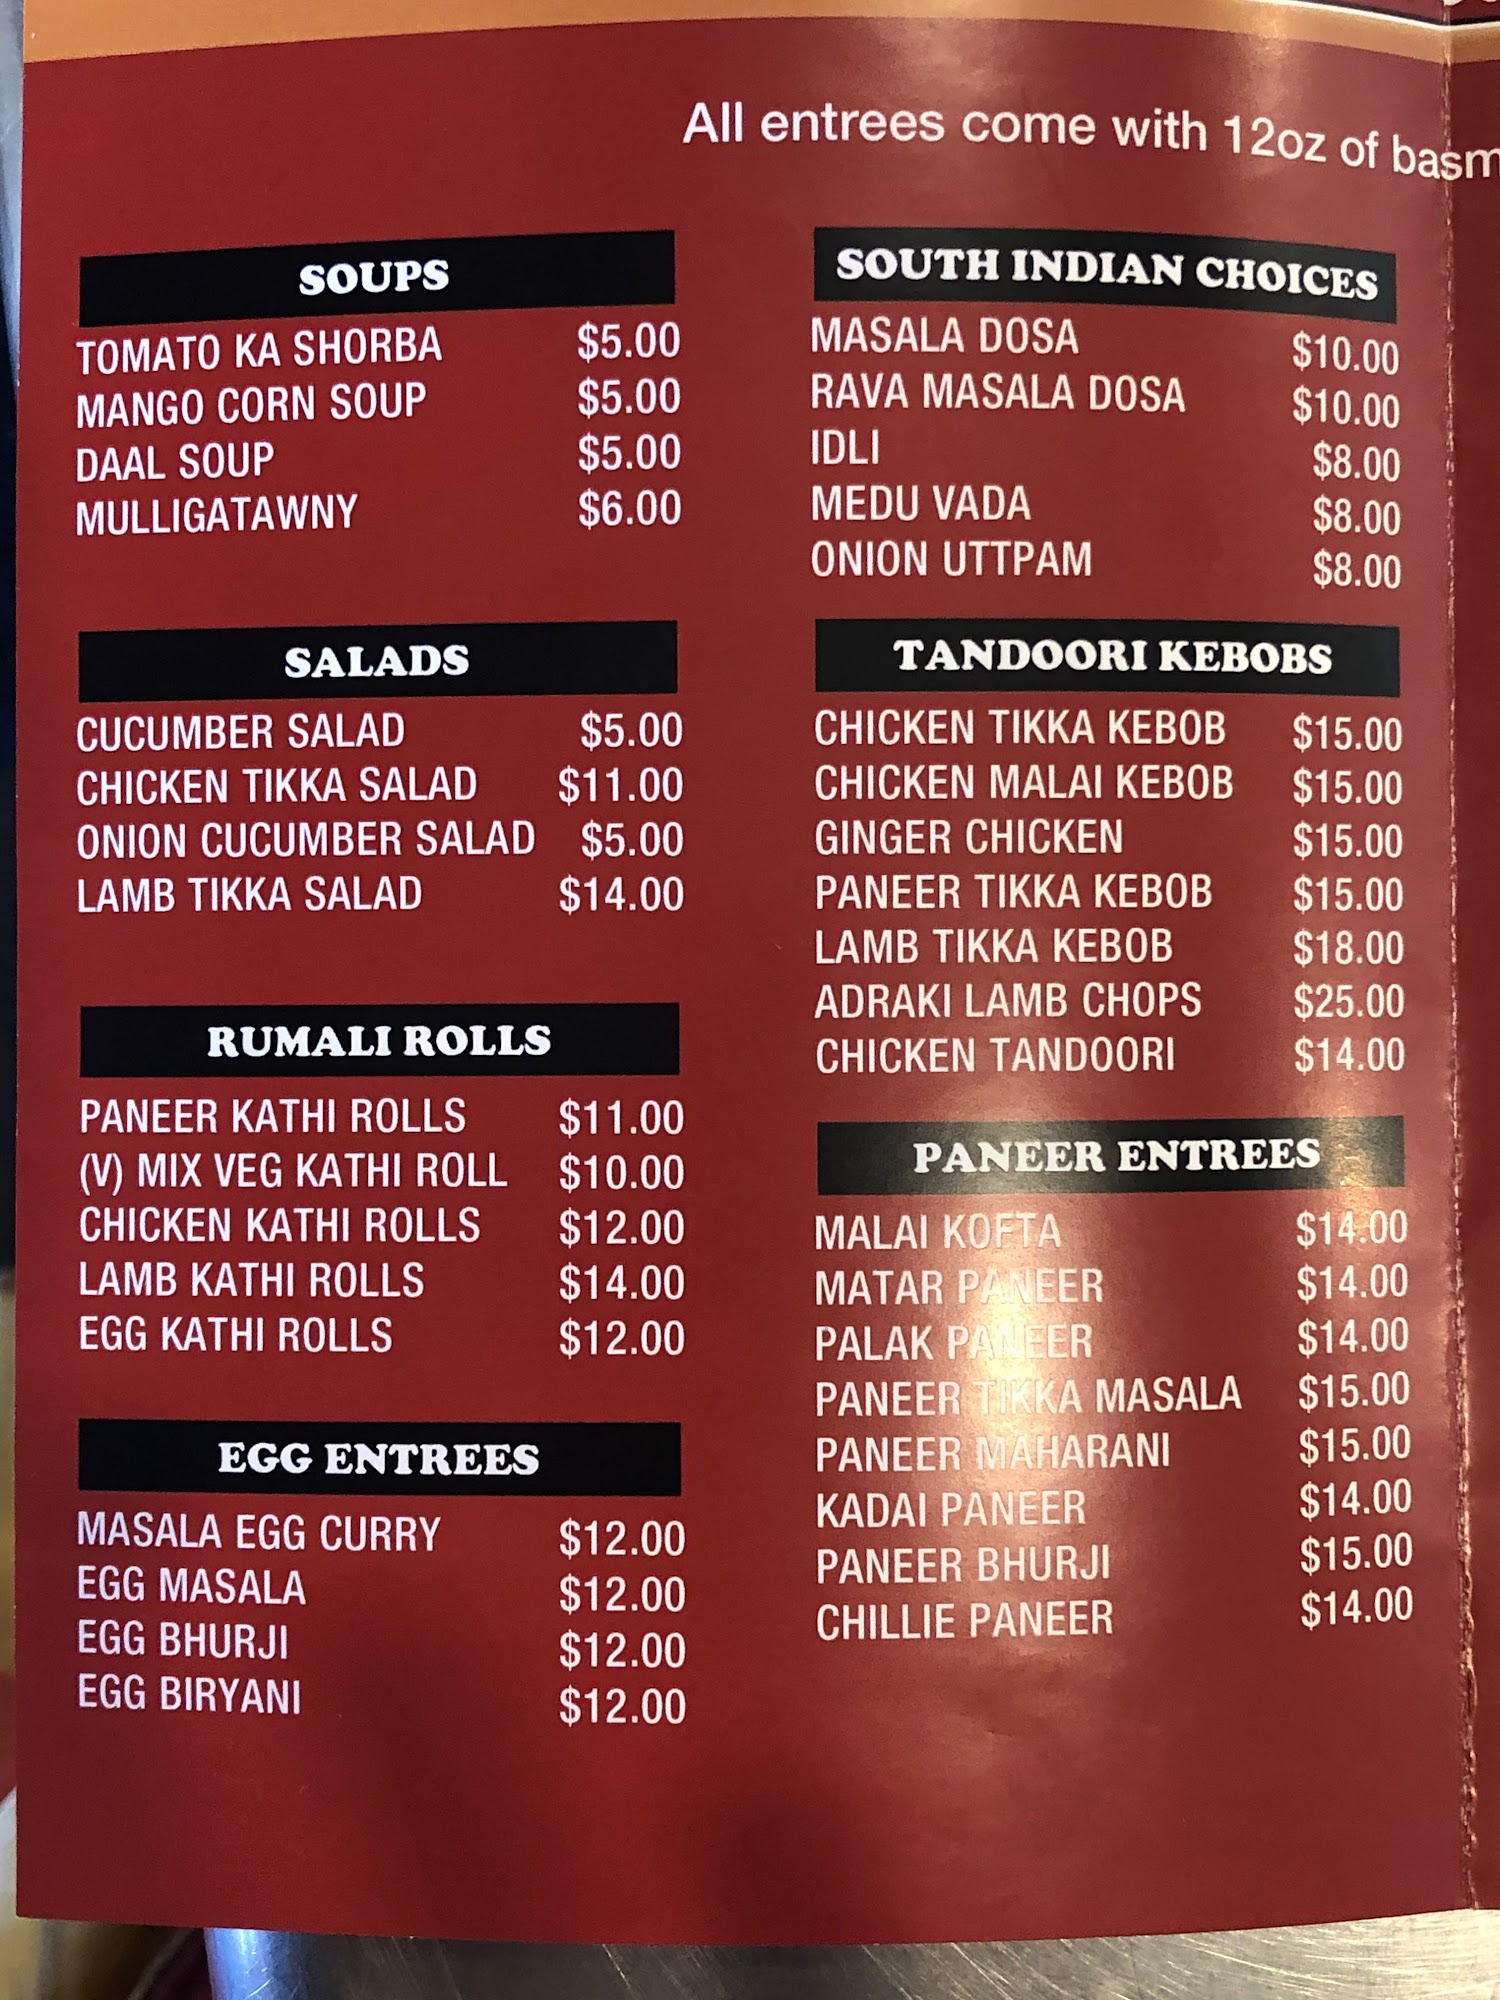 All entrees come with 12oz of basm
SOUPS
TOMATO KA SHORBA $5.00
MANGO CORN SOUP $5.00
DAAL SOUP $5.00
MULLIGATAWNY $6.00
SALADS
CUCUMBER SALAD $5.00
CHICKEN TIKKA SALAD $11.00
ONION CUCUMBER SALAD $5.00
LAMB TIKKA SALAD $14.00
RUMALI ROLLS
PANEER KATHI ROLLS $11.00
(V) MIX VEG KATHI ROLL $10.00
CHICKEN KATHI ROLLS $12.00
LAMB KATHI ROLLS $14.00
EGG KATHI ROLLS $12.00
EGG ENTREES
MASALA EGG CURRY $12.00
EGG MASALA $12.00
EGG BHURJI $12.00
EGG BIRYANI $12.00
SOUTH INDIAN CHOICES
MASALA DOSA $10.00
RAVA MASALA DOSA $10.00
IDLI $8.00
MEDU VADA $8.00
ONION UTTPAM $8.00
TANDOORI KEBOBS
CHICKEN TIKKA KEBOB $15.00
CHICKEN MALAI KEBOB $15.00
GINGER CHICKEN $15.00
PANEER TIKKA KEBOB $15.00
LAMB TIKKA KEBOB $18.00
ADRAKI LAMB CHOPS $25.00
CHICKEN TANDOORI $14.00
PANEER ENTREES
MALAI KOFTA $14.00
MATAR PANEER $14.00
PALAK PANEER $14.00
PANEER TIKKA MASALA $15.00
PANEER MAHARANI $15.00
KADAI PANEER $14.00
PANEER BHURJI $15.00
CHILLIE PANEER $14.00